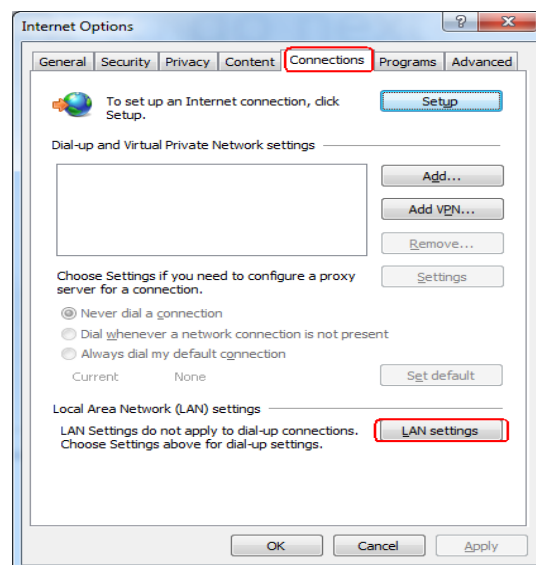 Internet Options
General Security Privacy Content Connections Programs Advanced
To set up an Internet connection, click
Setup.
Setup
Dial-up and Virtual Private Network settings
Add...
Add VPN...
Remove...
Choose Settings if you need to configure a proxy
server for a connection.
Settings
Never dial a connection
Dial whenever a network connection is not present
Always dial my default connection
Current None
Set default
Local Area Network (LAN) settings
LAN Settings do not apply to dial-up connections.
Choose Settings above for dial-up settings.
LAN settings
OK Cancel Apply